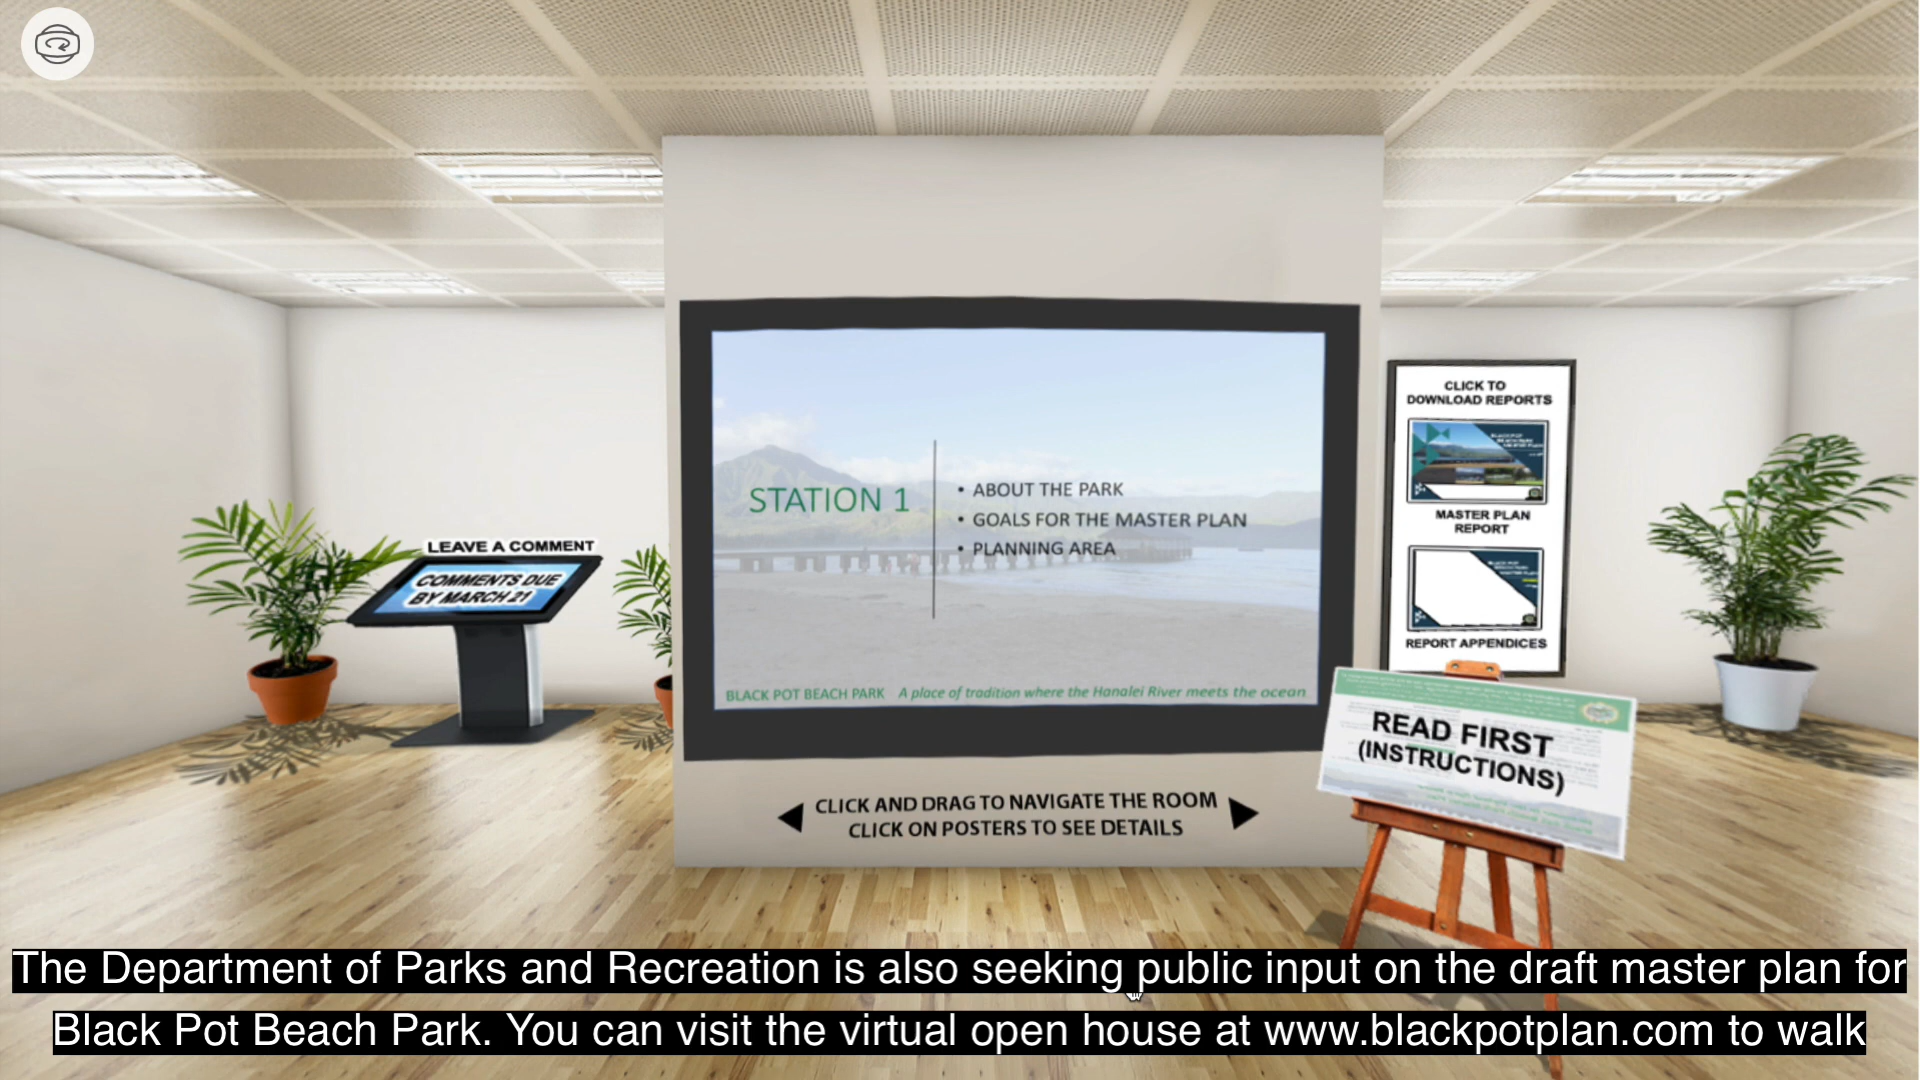 CLICK TO
DOWNLOAD REPORTS
MASTER PLAN
REPORT
REPORT APPENDICES
LEAVE A COMMENT
COMMENTS DUE
BY MARCH 21
STATION 1
• ABOUT THE PARK
• GOALS FOR THE MASTER PLAN
• PLANNING AREA
BLACK POT BEACH PARK A place of tradition where the Hanalei River meets the ocean
READ FIRST
(INSTRUCTIONS)
CLICK AND DRAG TO NAVIGATE THE ROOM
CLICK ON POSTERS TO SEE DETAILS
The Department of Parks and Recreation is also seeking public input on the draft master plan for
Black Pot Beach Park. You can visit the virtual open house at www.blackpotplan.com to walk